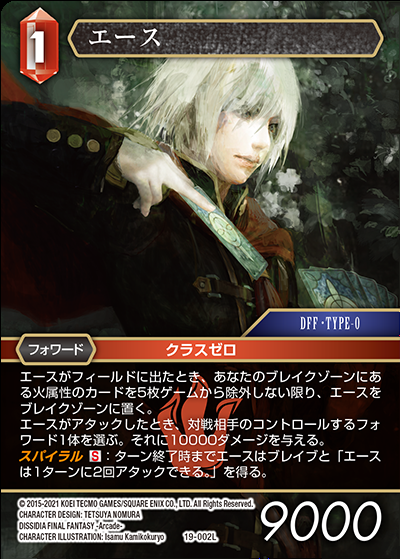 1
エース
DFF・TYPE-0
フォワード
クラスゼロ
エースがフィールドに出たとき、あなたのブレイクゾーンにあ
る火属性のカードを5枚ゲームから除外しない限り、エースを
ブレイクゾーンに置く。
エースがアタックしたとき、対戦相手のコントロールするフォ
ワード1体を選ぶ。それに10000ダメージを与える。
スパイラル S：ターン終了時までエースはブレイブと「エース
は1ターンに2回アタックできる。」を得る。
© 2015-2021 KOEI TECMO GAMES/SQUARE ENIX CO., LTD. All Rights Reserved.
CHARACTER DESIGN: TETSUYA NOMURA
DISSIDIA FINAL FANTASY -Arcade-
CHARACTER ILLUSTRATION: Isamu Kamikokuryo
19-002L
9000